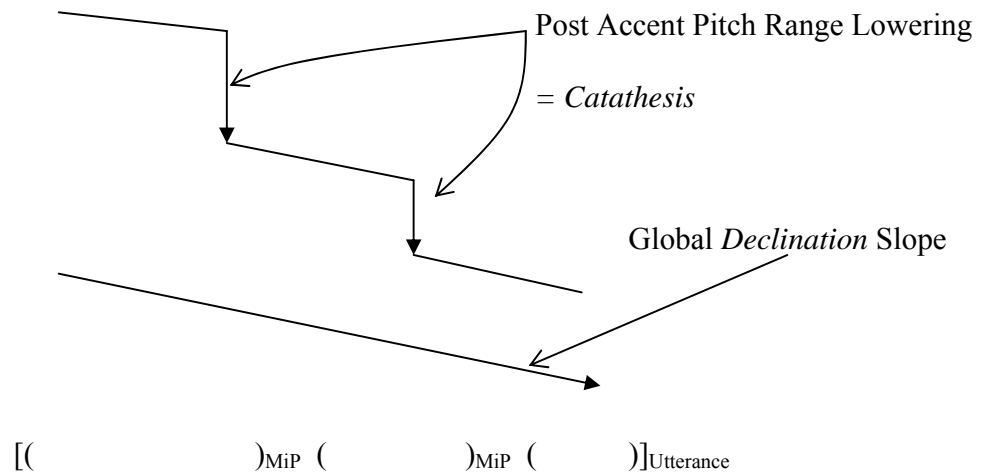 Post Accent Pitch Range Lowering
= Catathesis
Global Declination Slope
[( )MiP ( )MiP ( )]Utterance